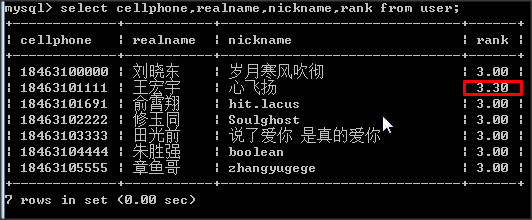 mysql> select cellphone,realname,nickname,rank from user;
+-------------+----------+---------------------+------+
| cellphone | realname | nickname | rank |
+-------------+----------+---------------------+------+
| 18463100000 | 刘晓东 | 岁月寒风吹彻 | 3.00 |
| 18463101111 | 王宏宇 | 心飞扬 | 3.30 |
| 18463101691 | 俞霄翔 | hit.lacus | 3.00 |
| 18463102222 | 修玉同 | Soulghost | 3.00 |
| 18463103333 | 田光前 | 说了爱你 是真的爱你 | 3.00 |
| 18463104444 | 朱胜强 | boolean | 3.00 |
| 18463105555 | 章鱼哥 | zhangyugege | 3.00 |
+-------------+----------+---------------------+------+
7 rows in set (0.00 sec)